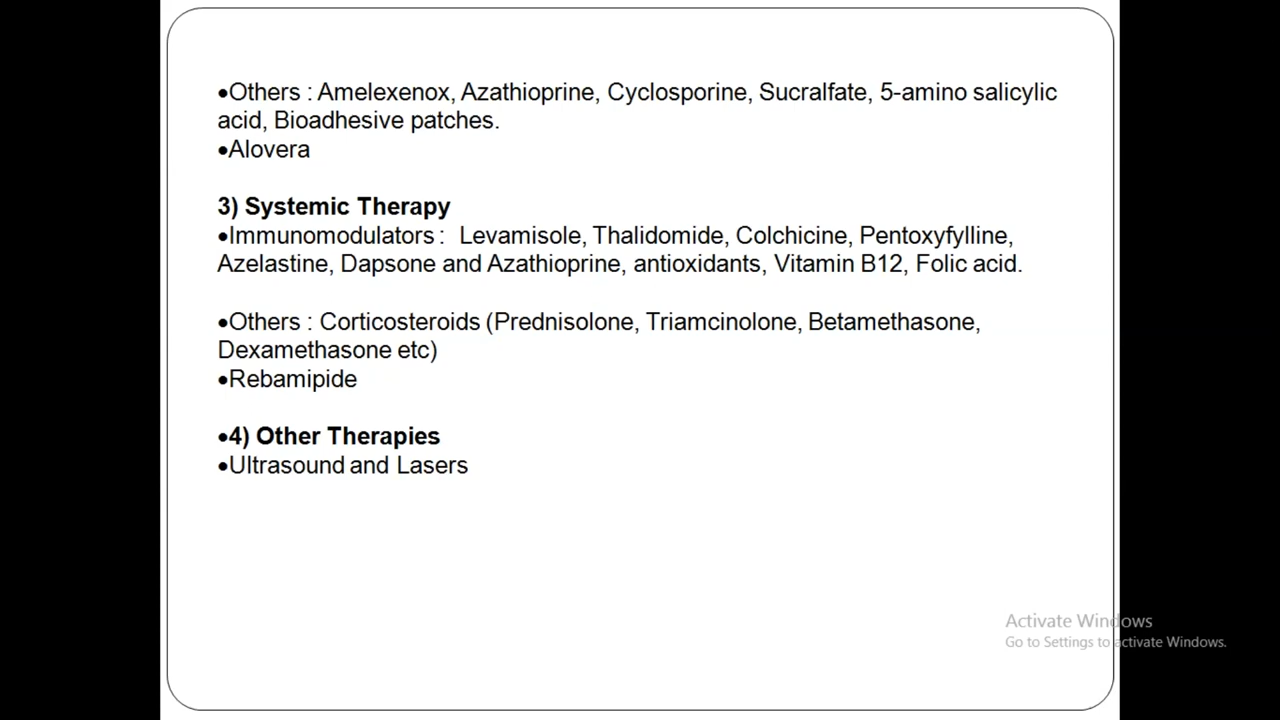 •Others : Amelexenox, Azathioprine, Cyclosporine, Sucralfate, 5-amino salicylic
acid, Bioadhesive patches.
•Alovera
3) Systemic Therapy
•Immunomodulators : Levamisole, Thalidomide, Colchicine, Pentoxyfylline,
Azelastine, Dapsone and Azathioprine, antioxidants, Vitamin B12, Folic acid.
•Others : Corticosteroids (Prednisolone, Triamcinolone, Betamethasone,
Dexamethasone etc)
•Rebamipide
•4) Other Therapies
•Ultrasound and Lasers
Activate Windows
Go to Settings to activate Windows.